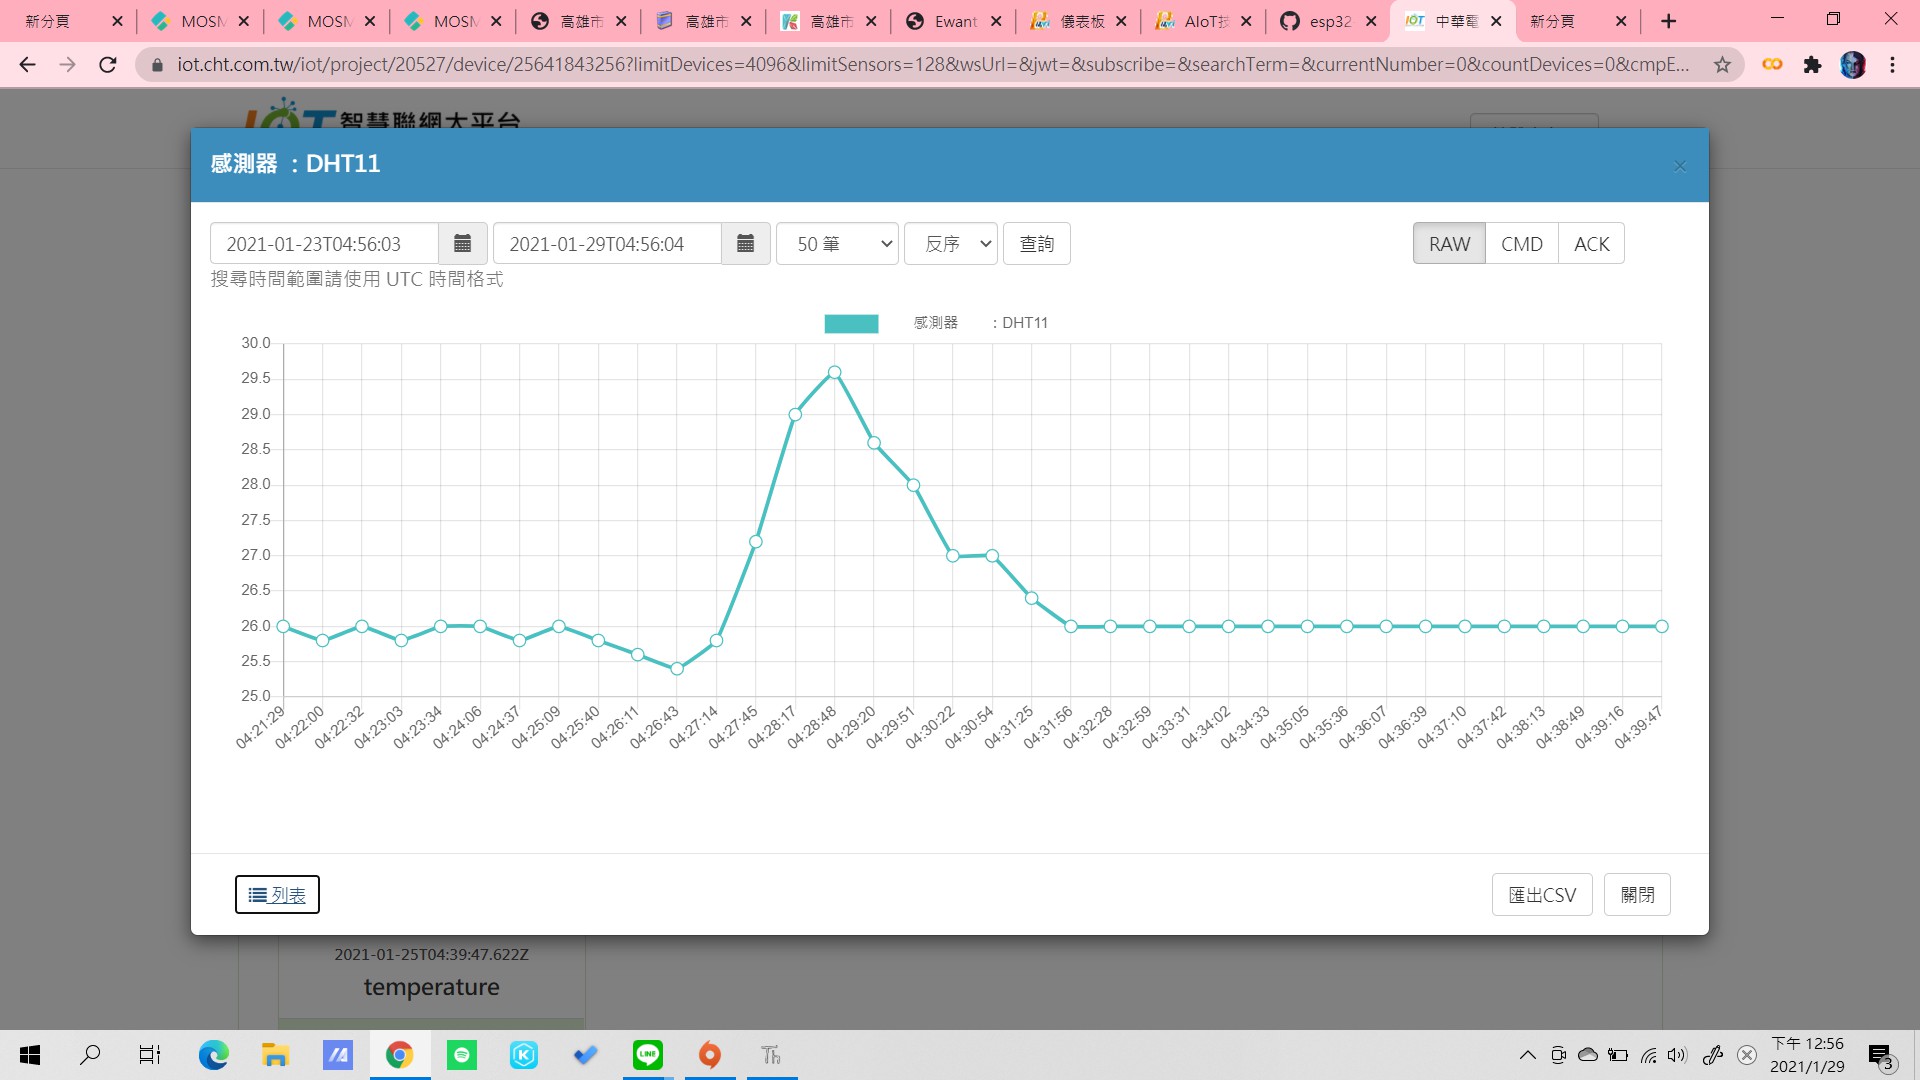 新分頁
MOSM
MOSM
MOSM
高雄市
高雄市
高雄市
Ewant
儀表板
AIoT技
esp32
中華電
新分頁
iot.cht.com.tw/iot/project/20527/device/25641843256?limitDevices=4096&limitSensors=128&wsUrl=&jwt=&subscribe=&searchTerm=&currentNumber=0&countDevices=0&cmpE...
IOT 智慧聯網大平台
感測器 : DHT11
2021-01-23T04:56:03
2021-01-29T04:56:04
50 筆
反序
查詢
RAW
CMD
ACK
搜尋時間範圍請使用 UTC 時間格式
感測器 : DHT11
30.0
29.5
29.0
28.5
28.0
27.5
27.0
26.5
26.0
25.5
25.0
04:21:29
04:22:00
04:22:32
04:23:03
04:23:34
04:24:06
04:24:37
04:25:09
04:25:40
04:26:11
04:26:43
04:27:14
04:27:45
04:28:17
04:28:48
04:29:20
04:29:51
04:30:22
04:30:54
04:31:25
04:31:56
04:32:28
04:32:59
04:33:31
04:34:02
04:34:33
04:35:05
04:35:36
04:36:07
04:36:39
04:37:10
04:37:42
04:38:13
04:38:49
04:39:16
04:39:47
列表
匯出CSV
關閉
2021-01-25T04:39:47.622Z
temperature
LINE
Th
下午 12:56
2021/1/29
3